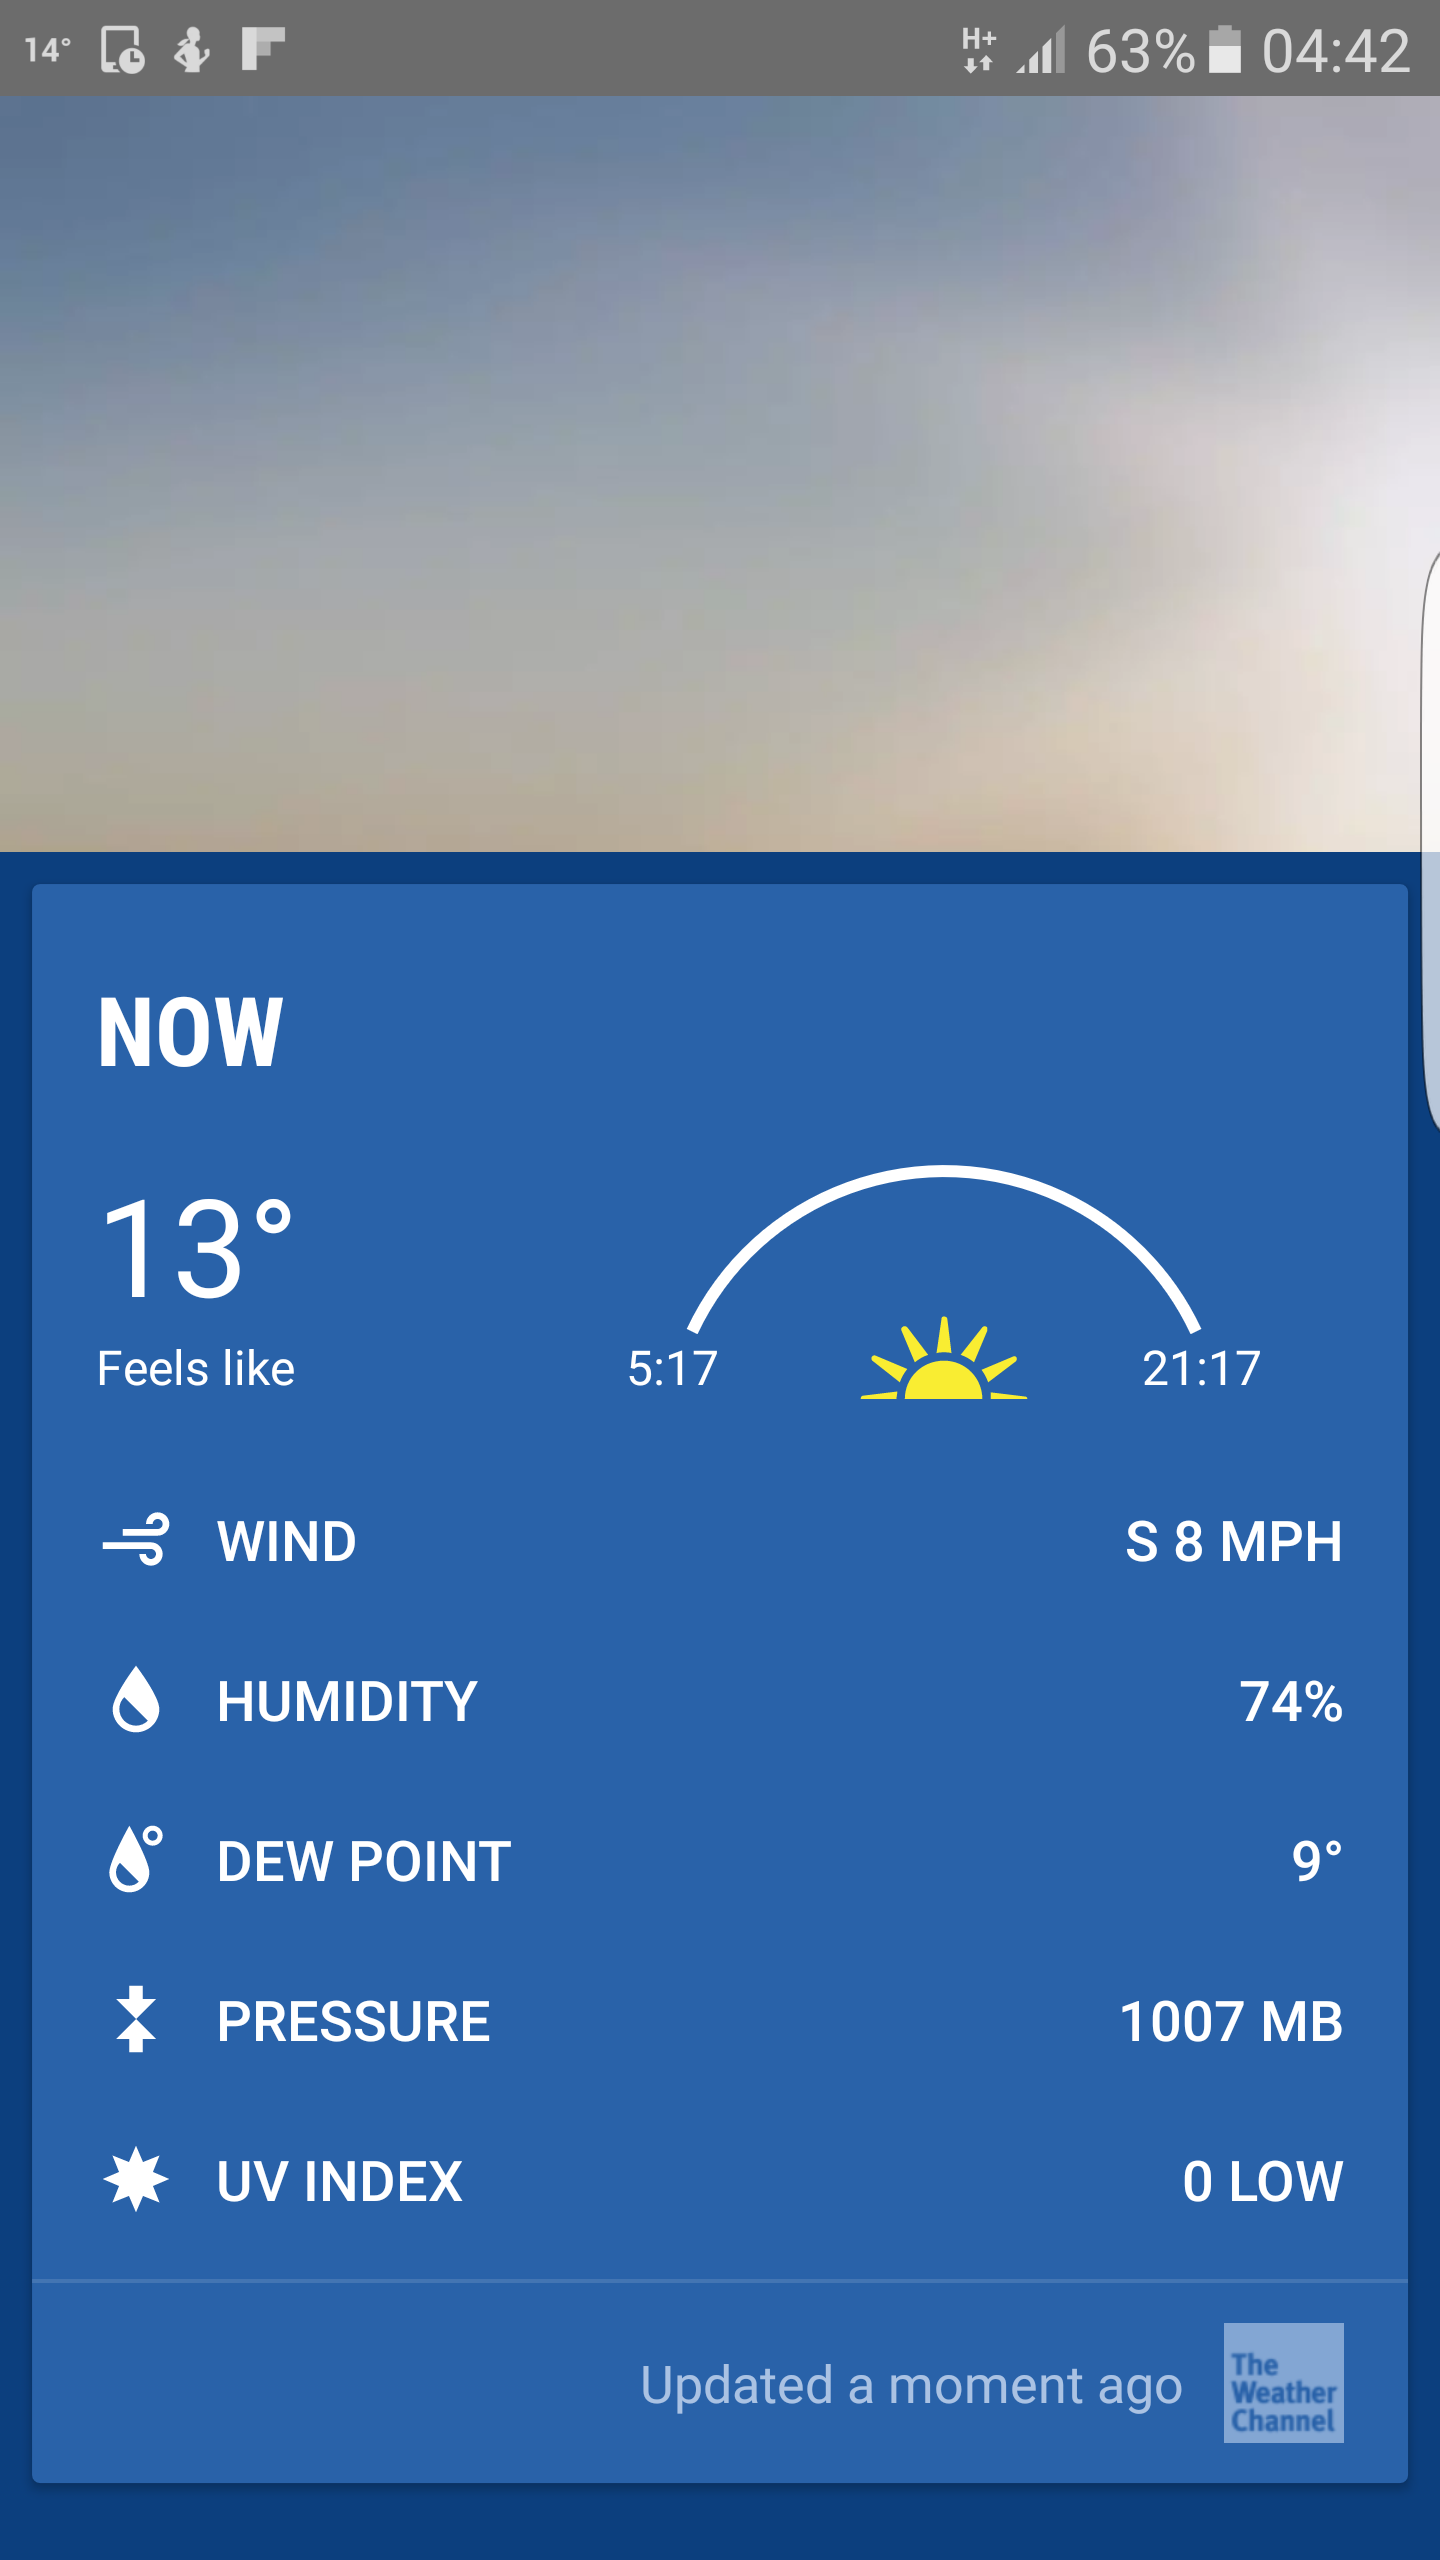 14° H+ 63% 04:42
NOW
13°
Feels like
5:17 21:17
WIND S 8 MPH
HUMIDITY 74%
DEW POINT 9°
PRESSURE 1007 MB
UV INDEX 0 LOW
Updated a moment ago
The
Weather
Channel